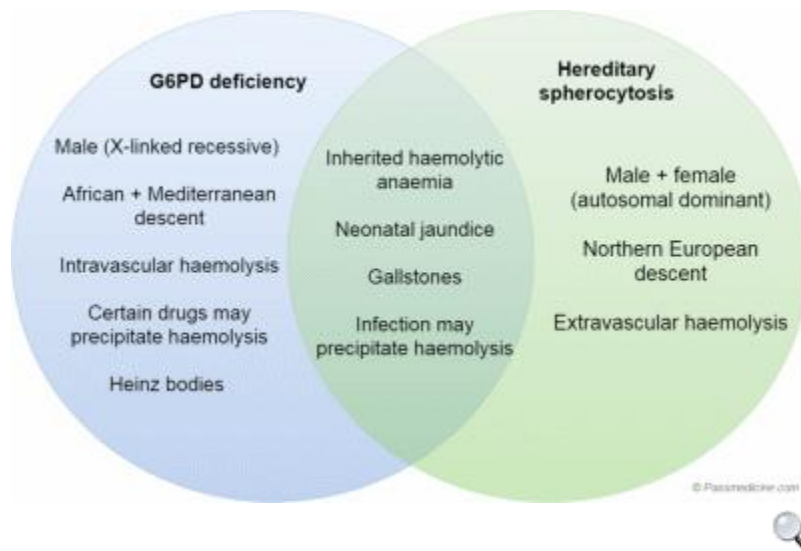 G6PD deficiency
Male (X-linked recessive)
African + Mediterranean
descent
Intravascular haemolysis
Certain drugs may
precipitate haemolysis
Heinz bodies
Inherited haemolytic
anaemia
Neonatal jaundice
Gallstones
Infection may
precipitate haemolysis
Hereditary
spherocytosis
Male + female
(autosomal dominant)
Northern European
descent
Extravascular haemolysis
© Passmedicine.com